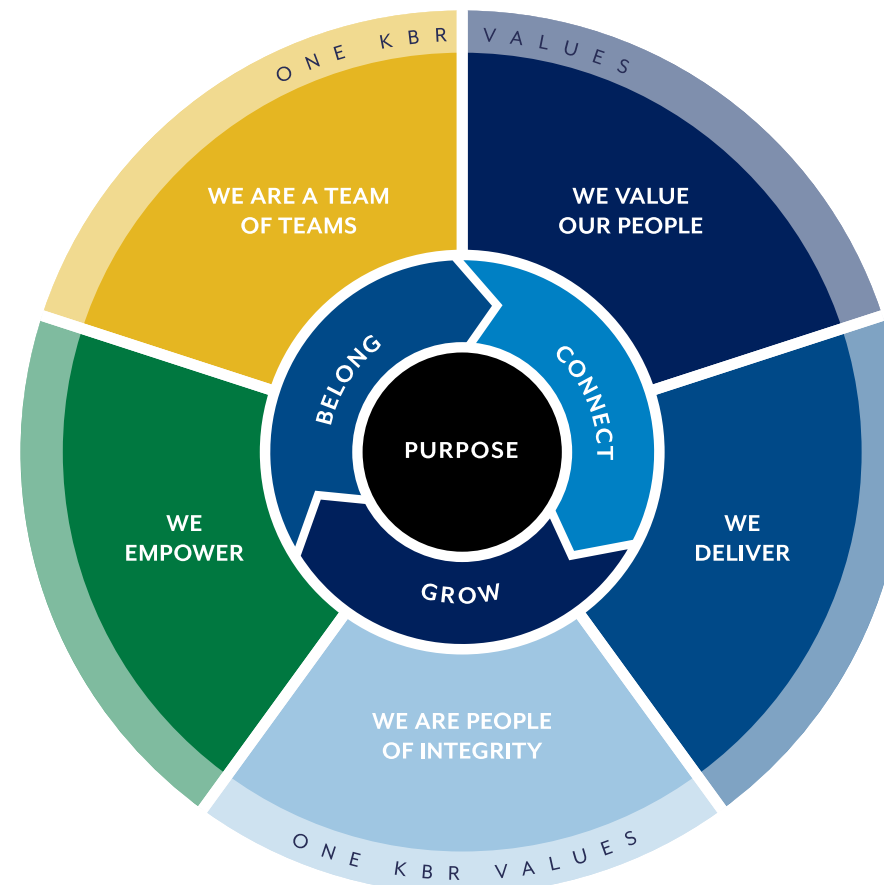 ONE KBR VALUES
WE ARE A TEAM
OF TEAMS
WE VALUE
OUR PEOPLE
BELONG
CONNECT
PURPOSE
WE
EMPOWER
WE
DELIVER
GROW
WE ARE PEOPLE
OF INTEGRITY
ONE KBR VALUES